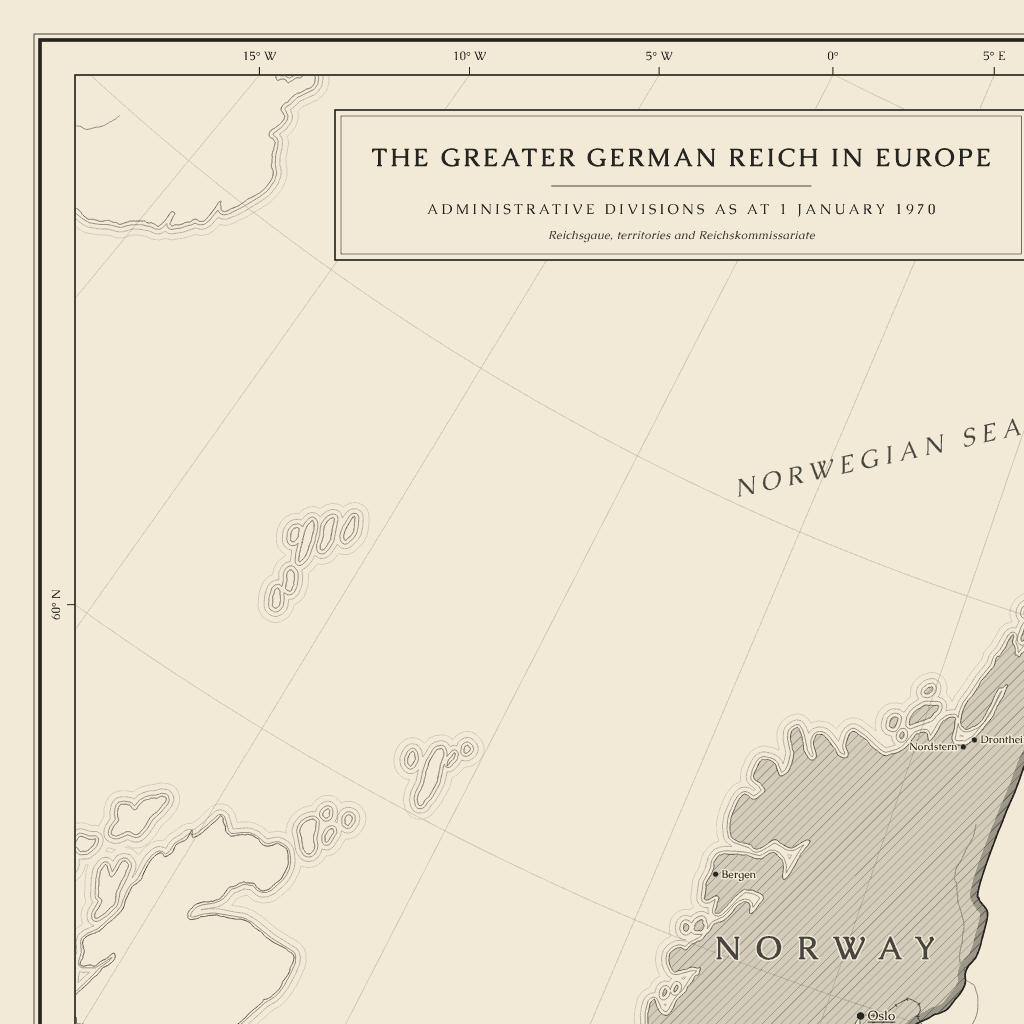 15° W
10° W
5° W
0°
5° E
THE GREATER GERMAN REICH IN EUROPE
ADMINISTRATIVE DIVISIONS AS AT 1 JANUARY 1970
Reichsgaue, territories and Reichskommissariate
NORWEGIAN SEA
60° N
Nordstern
Bergen
NORWAY
Oslo